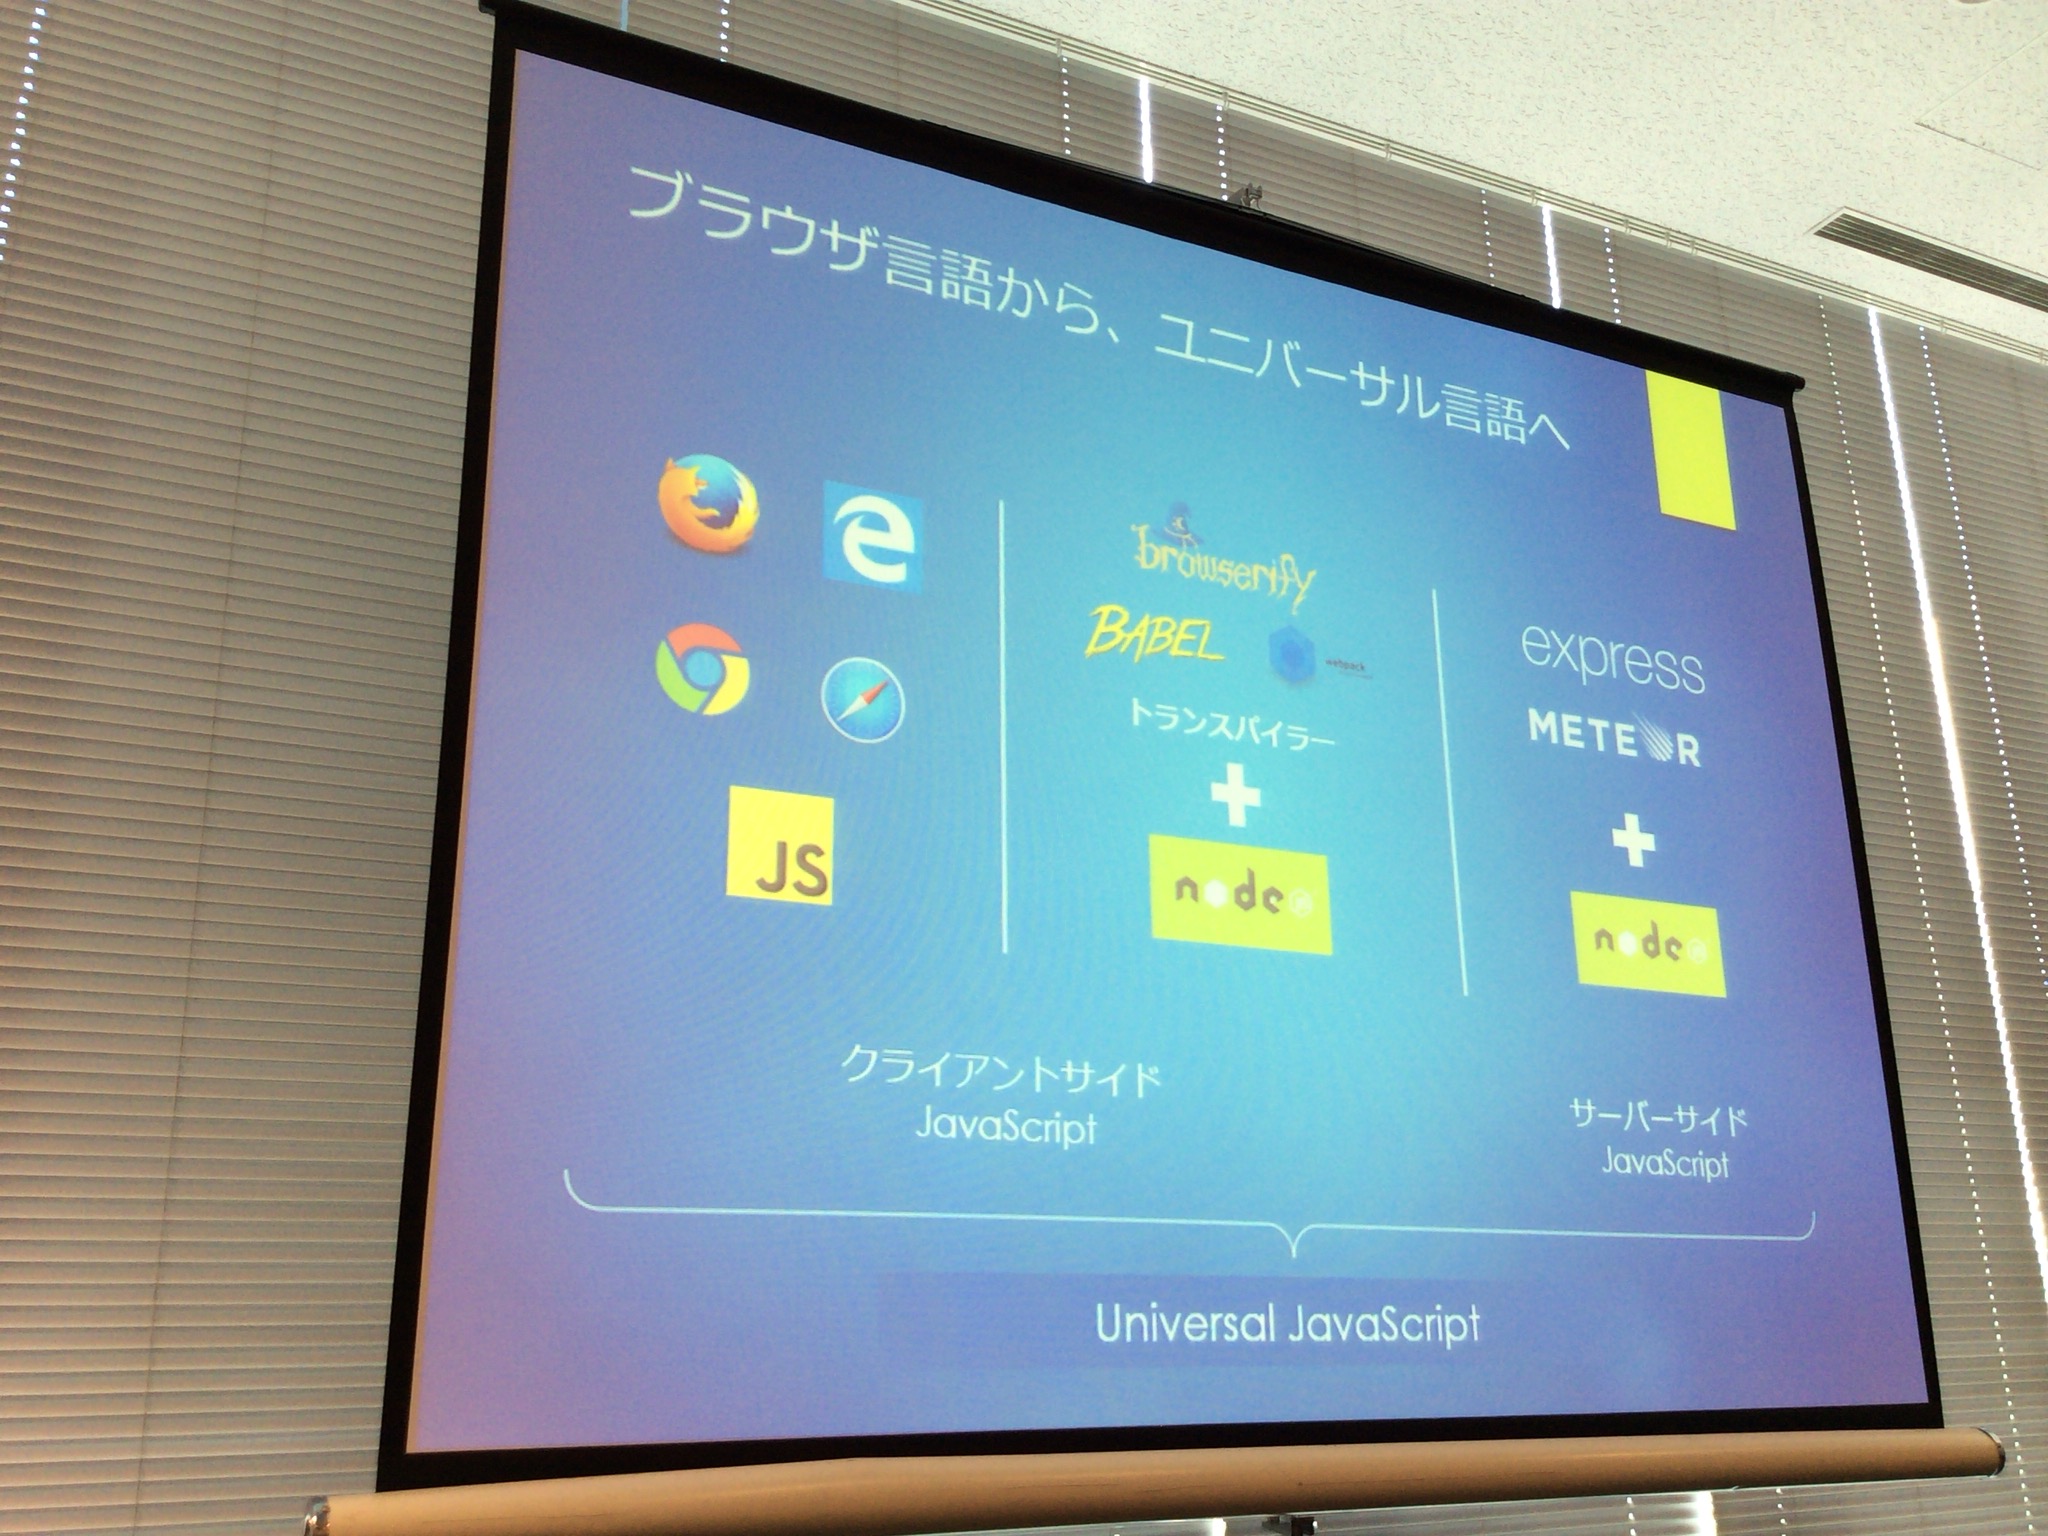 ブラウザ言語から、ユニバーサル言語へ
e
JS
browserify
BABEL
webpack
トランスパイラー
+
node
express
METEOR
+
node
クライアントサイド
JavaScript
サーバーサイド
JavaScript
Universal JavaScript